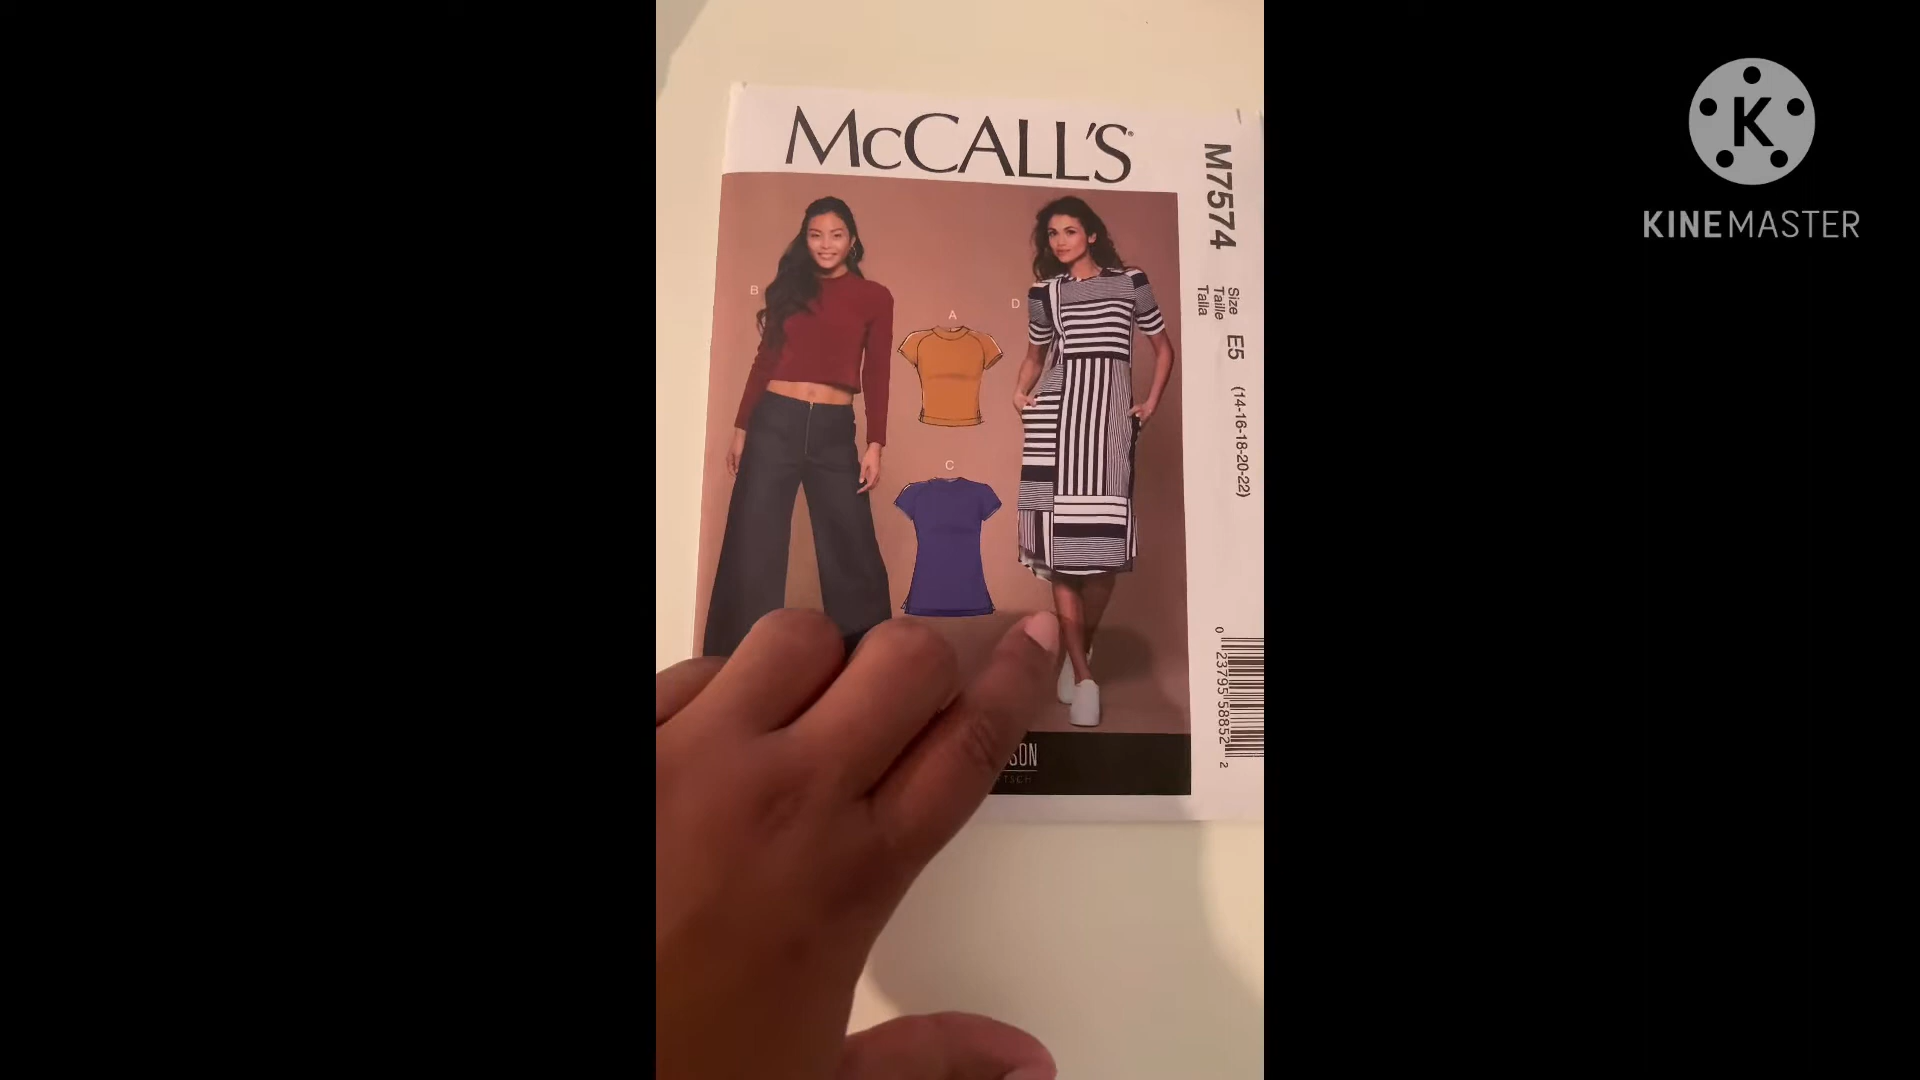 McCALL'S
M7574
Size
Taille
Talla
E5
(14-16-18-20-22)
B
A
D
C
0
23795 58852
2
KINEMASTER
K